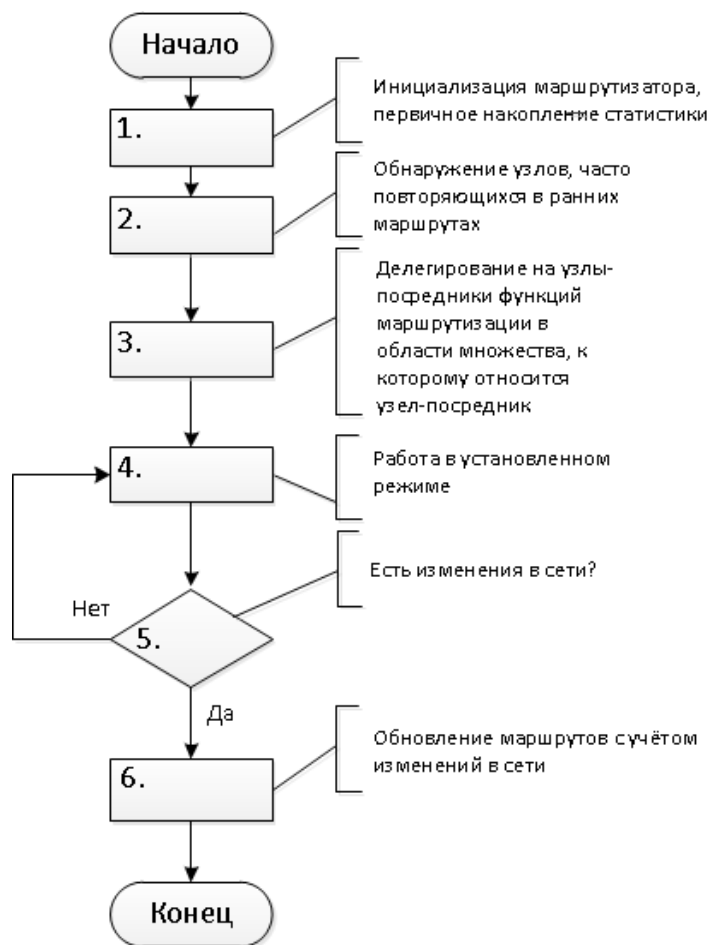 Начало
1.
Инициализация маршрутизатора,
первичное накопление статистики
2.
Обнаружение узлов, часто
повторяющихся в ранних
маршрутах
3.
Делегирование на узлы-
посредники функций
маршрутизации в
области множества, к
которому относится
узел-посредник
4.
Работа в установленном
режиме
5.
Есть изменения в сети?
Нет
Да
6.
Обновление маршрутов с учётом
изменений в сети
Конец